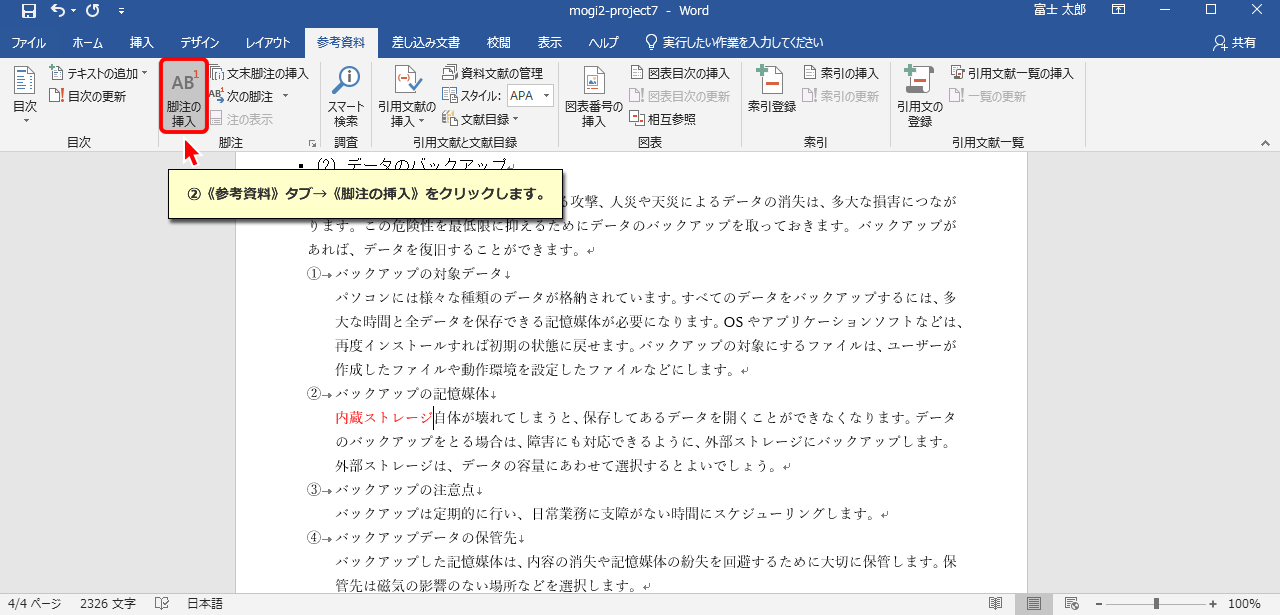 mogi2-project7 - Word
富士 太郎
ファイル ホーム 挿入 デザイン レイアウト 参考資料 差し込み文書 校閲 表示 ヘルプ 実行したい作業を入力してください 共有
目次
テキストの追加
目次の更新
目次
AB1
脚注の
挿入
文末脚注の挿入
AB1 次の脚注
注の表示
脚注
スマート
検索
調査
引用文献の
挿入
資料文献の管理
スタイル: APA
文献目録
引用文献と文献目録
図表番号の
挿入
図表目次の挿入
図表目次の更新
相互参照
図表
索引登録
索引の挿入
索引の更新
索引
引用文の
登録
引用文献一覧の挿入
一覧の更新
引用文献一覧
(2) データのバックアップ
②《参考資料》タブ→《脚注の挿入》をクリックします。
る攻撃、人災や天災によるデータの消失は、多大な損害につなが
ります。この危険性を最低限に抑えるためにデータのバックアップを取っておきます。バックアップが
あれば、データを復旧することができます。↵
①→バックアップの対象データ↓
パソコンには様々な種類のデータが格納されています。すべてのデータをバックアップするには、多
大な時間と全データを保存できる記憶媒体が必要になります。OSやアプリケーションソフトなどは、
再度インストールすれば初期の状態に戻せます。バックアップの対象にするファイルは、ユーザーが
作成したファイルや動作環境を設定したファイルなどにします。↵
②→バックアップの記憶媒体↓
内蔵ストレージ自体が壊れてしまうと、保存してあるデータを開くことができなくなります。データ
のバックアップをとる場合は、障害にも対応できるように、外部ストレージにバックアップします。
外部ストレージは、データの容量にあわせて選択するとよいでしょう。↵
③→バックアップの注意点↓
バックアップは定期的に行い、日常業務に支障がない時間にスケジューリングします。↵
④→バックアップデータの保管先↓
バックアップした記憶媒体は、内容の消失や記憶媒体の紛失を回避するために大切に保管します。保
管先は磁気の影響のない場所などを選択します。↵
4/4 ページ 2326 文字 日本語 100%